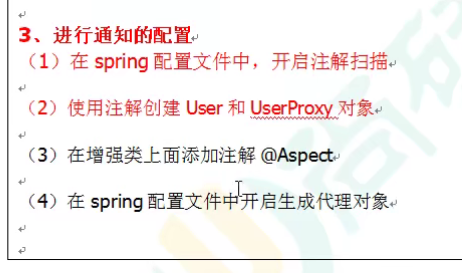 3、进行通知的配置
（1）在 spring 配置文件中，开启注解扫描
（2）使用注解创建 User 和 UserProxy 对象
（3）在增强类上面添加注解 @Aspect
（4）在 spring 配置文件中开启生成代理对象